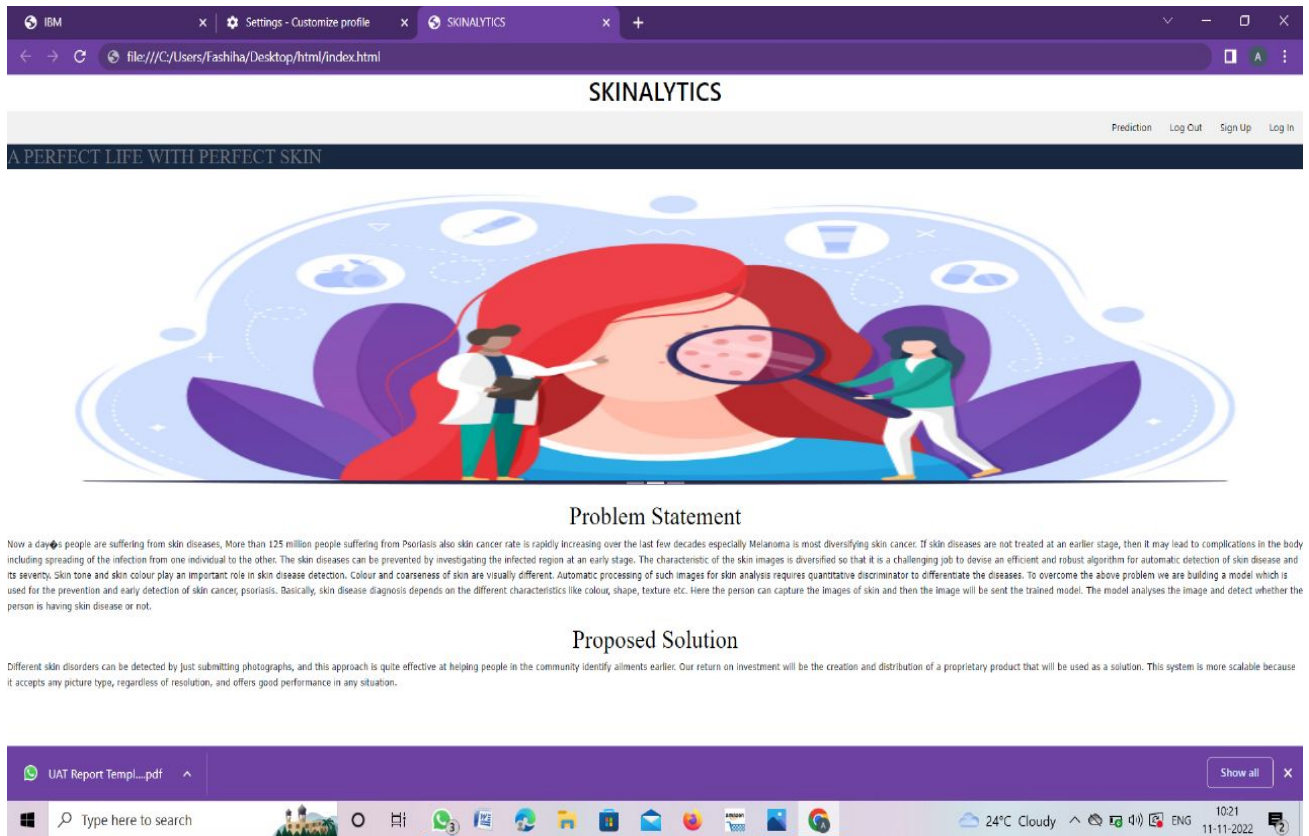 IBM
Settings - Customize profile
SKINALYTICS
file:///C:/Users/Fashiha/Desktop/html/index.html
A
SKINALYTICS
Prediction Log Out Sign Up Log In
A PERFECT LIFE WITH PERFECT SKIN
Problem Statement
Now a day�s people are suffering from skin diseases, More than 125 million people suffering from Psoriasis also skin cancer rate is rapidly increasing over the last few decades especially Melanoma is most diversifying skin cancer. If skin diseases are not treated at an earlier stage, then it may lead to complications in the body
including spreading of the infection from one individual to the other. The skin diseases can be prevented by investigating the infected region at an early stage. The characteristic of the skin images is diversified so that it is a challenging job to devise an efficient and robust algorithm for automatic detection of skin disease and
its severity. Skin tone and skin colour play an important role in skin disease detection. Colour and coarseness of skin are visually different. Automatic processing of such images for skin analysis requires quantitative discriminator to differentiate the diseases. To overcome the above problem we are building a model which is
used for the prevention and early detection of skin cancer, psoriasis. Basically, skin disease diagnosis depends on the different characteristics like colour, shape, texture etc. Here the person can capture the images of skin and then the image will be sent the trained model. The model analyses the image and detect whether the
person is having skin disease or not.
Proposed Solution
Different skin disorders can be detected by just submitting photographs, and this approach is quite effective at helping people in the community identify ailments earlier. Our return on investment will be the creation and distribution of a proprietary product that will be used as a solution. This system is more scalable because
it accepts any picture type, regardless of resolution, and offers good performance in any situation.
UAT Report Templ....pdf
Show all
Type here to search
3
amazon
A
24°C Cloudy
ENG
10:21
11-11-2022
2